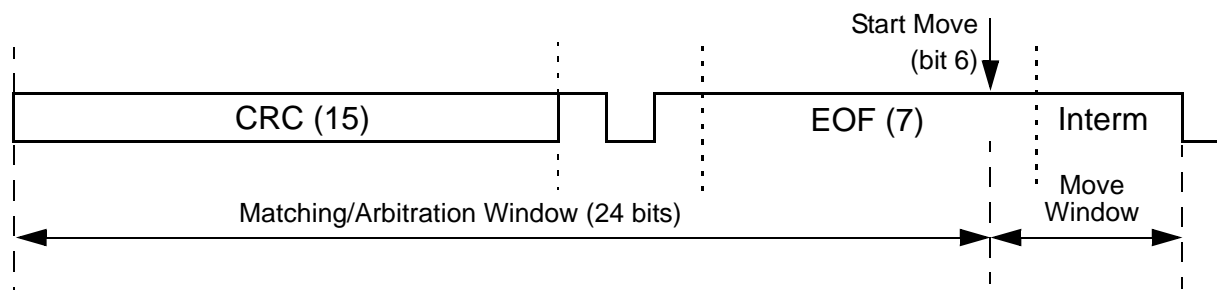 Start Move
(bit 6)
CRC (15)
EOF (7)
Interm
Matching/Arbitration Window (24 bits)
Move
Window